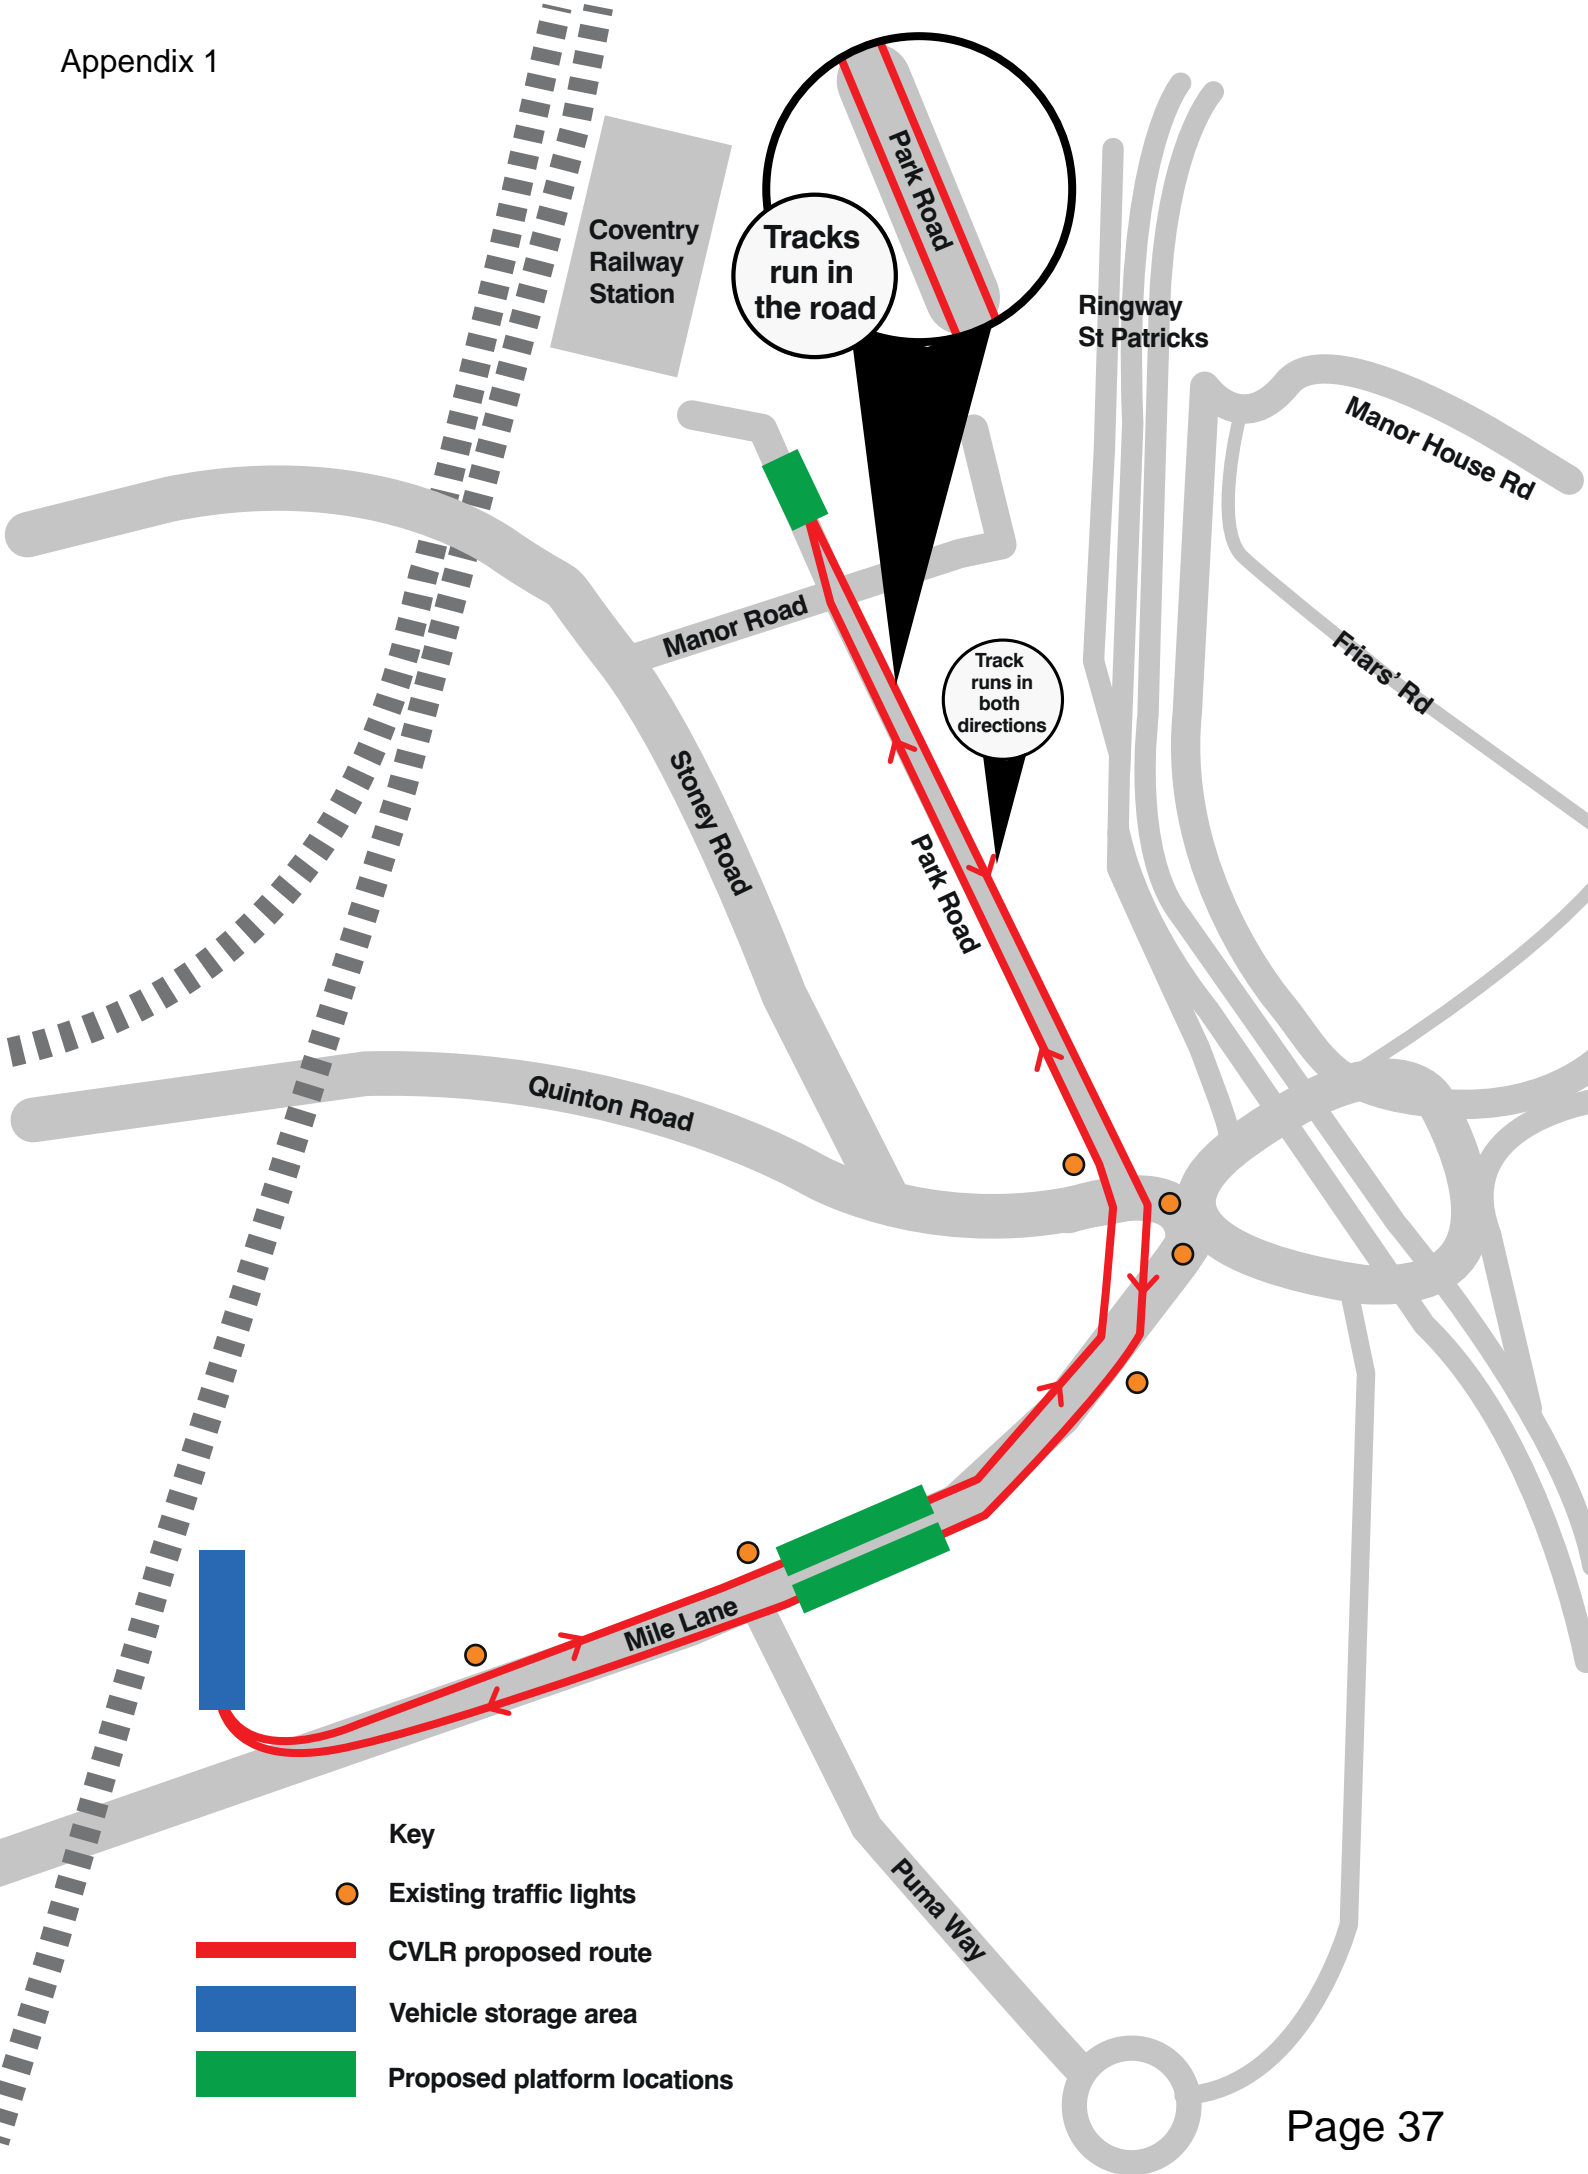 Appendix 1
Park Road
Coventry
Railway
Station
Tracks
run in
the road
Ringway
St Patricks
Manor House Rd
Manor Road
Friars' Rd
Track
runs in
both
directions
Stoney Road
Park Road
Quinton Road
Mile Lane
Puma Way
Key
Existing traffic lights
CVLR proposed route
Vehicle storage area
Proposed platform locations
Page 37